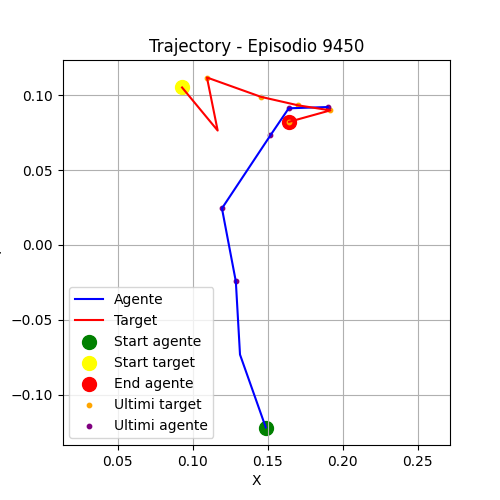 Trajectory - Episodio 9450
0.10
0.05
0.00
−0.05
−0.10
Agente
Target
Start agente
Start target
End agente
Ultimi target
Ultimi agente
0.05 0.10 0.15 0.20 0.25
X